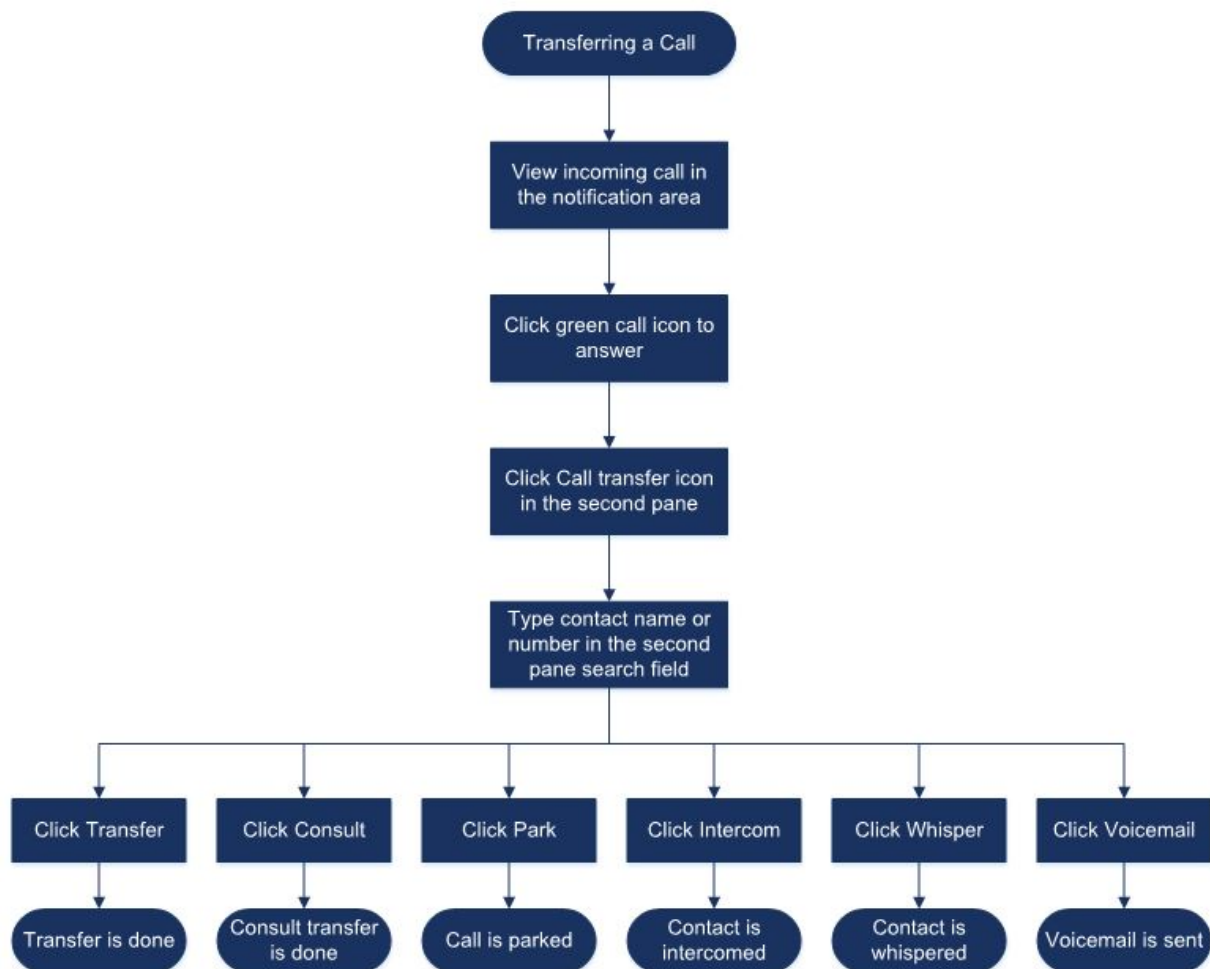 Transferring a Call
View incoming call in
the notification area
Click green call icon to
answer
Click Call transfer icon
in the second pane
Type contact name or
number in the second
pane search field
Click Transfer
Click Consult
Click Park
Click Intercom
Click Whisper
Click Voicemail
Transfer is done
Consult transfer
is done
Call is parked
Contact is
intercomed
Contact is
whispered
Voicemail is sent